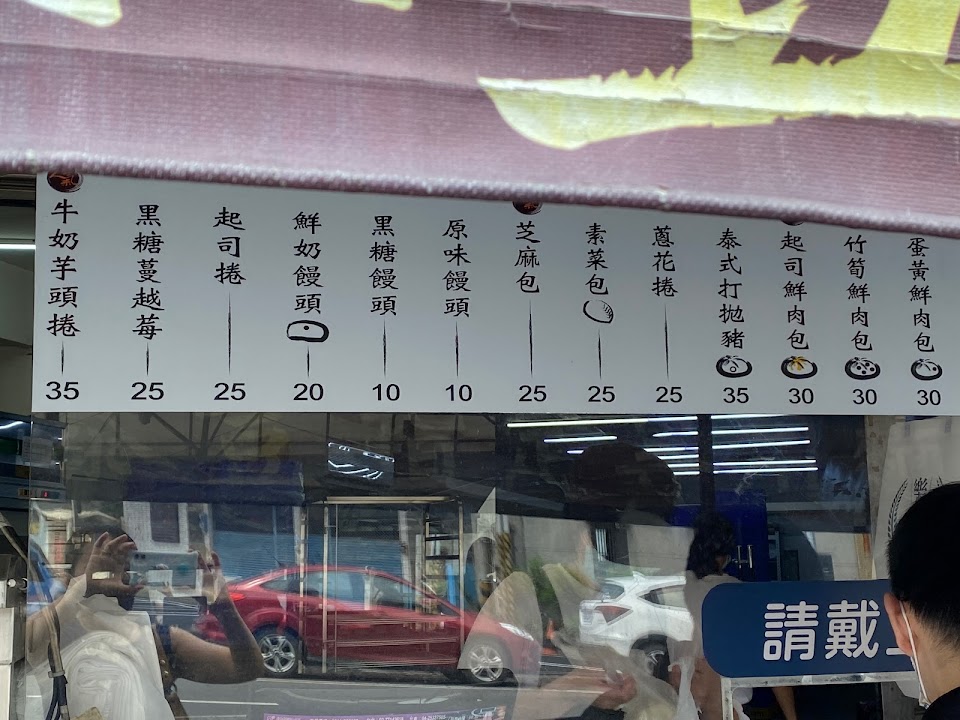 蛋黃鮮肉包
30
竹筍鮮肉包
30
起司鮮肉包
30
泰式打拋豬
35
蔥花捲
25
素菜包
25
芝麻包
25
原味饅頭
10
黑糖饅頭
10
鮮奶饅頭
20
起司捲
25
黑糖蔓越莓
25
牛奶芋頭捲
35
請戴